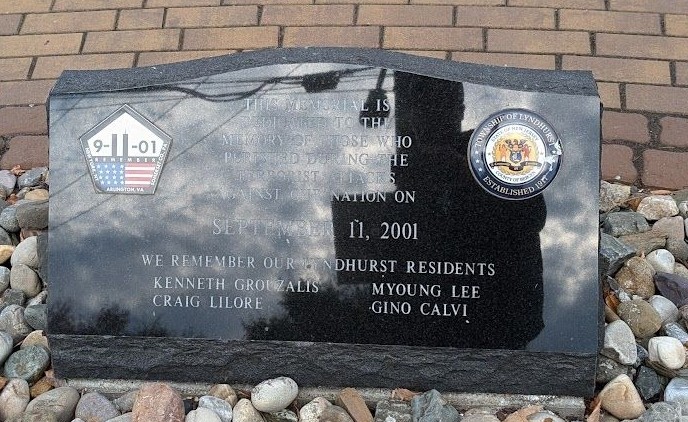 THIS MEMORIAL IS
TO THE
MEMORY OF THOSE WHO
DURING THE
NATION ON
SEPTEMBER 11, 2001
WE REMEMBER OUR LYNDHURST RESIDENTS
KENNETH GROUZALIS MYOUNG LEE
CRAIG LILORE GINO CALVI
9-11-01
REMEMBER
ARLINGTON, VA
TOWNSHIP OF LYNDHURST
ESTABLISHED 1917